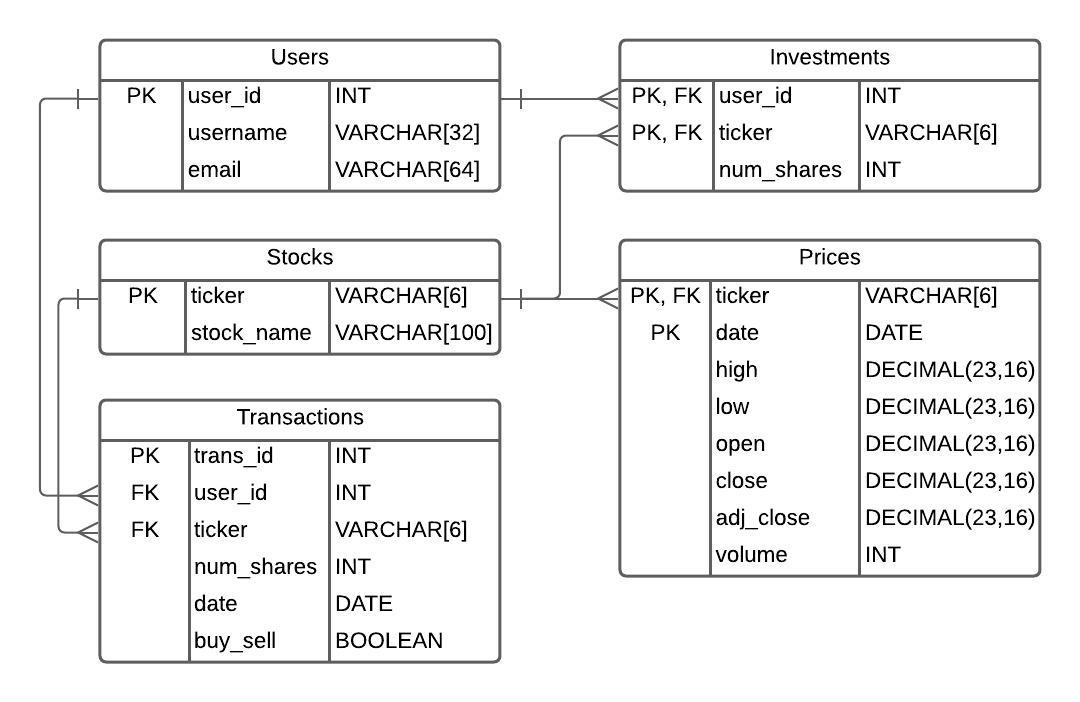 Users
PK user_id INT
username VARCHAR[32]
email VARCHAR[64]
Investments
PK, FK user_id INT
PK, FK ticker VARCHAR[6]
num_shares INT
Stocks
PK ticker VARCHAR[6]
stock_name VARCHAR[100]
Prices
PK, FK ticker VARCHAR[6]
PK date DATE
high DECIMAL(23,16)
low DECIMAL(23,16)
open DECIMAL(23,16)
close DECIMAL(23,16)
adj_close DECIMAL(23,16)
volume INT
Transactions
PK trans_id INT
FK user_id INT
FK ticker VARCHAR[6]
num_shares INT
date DATE
buy_sell BOOLEAN